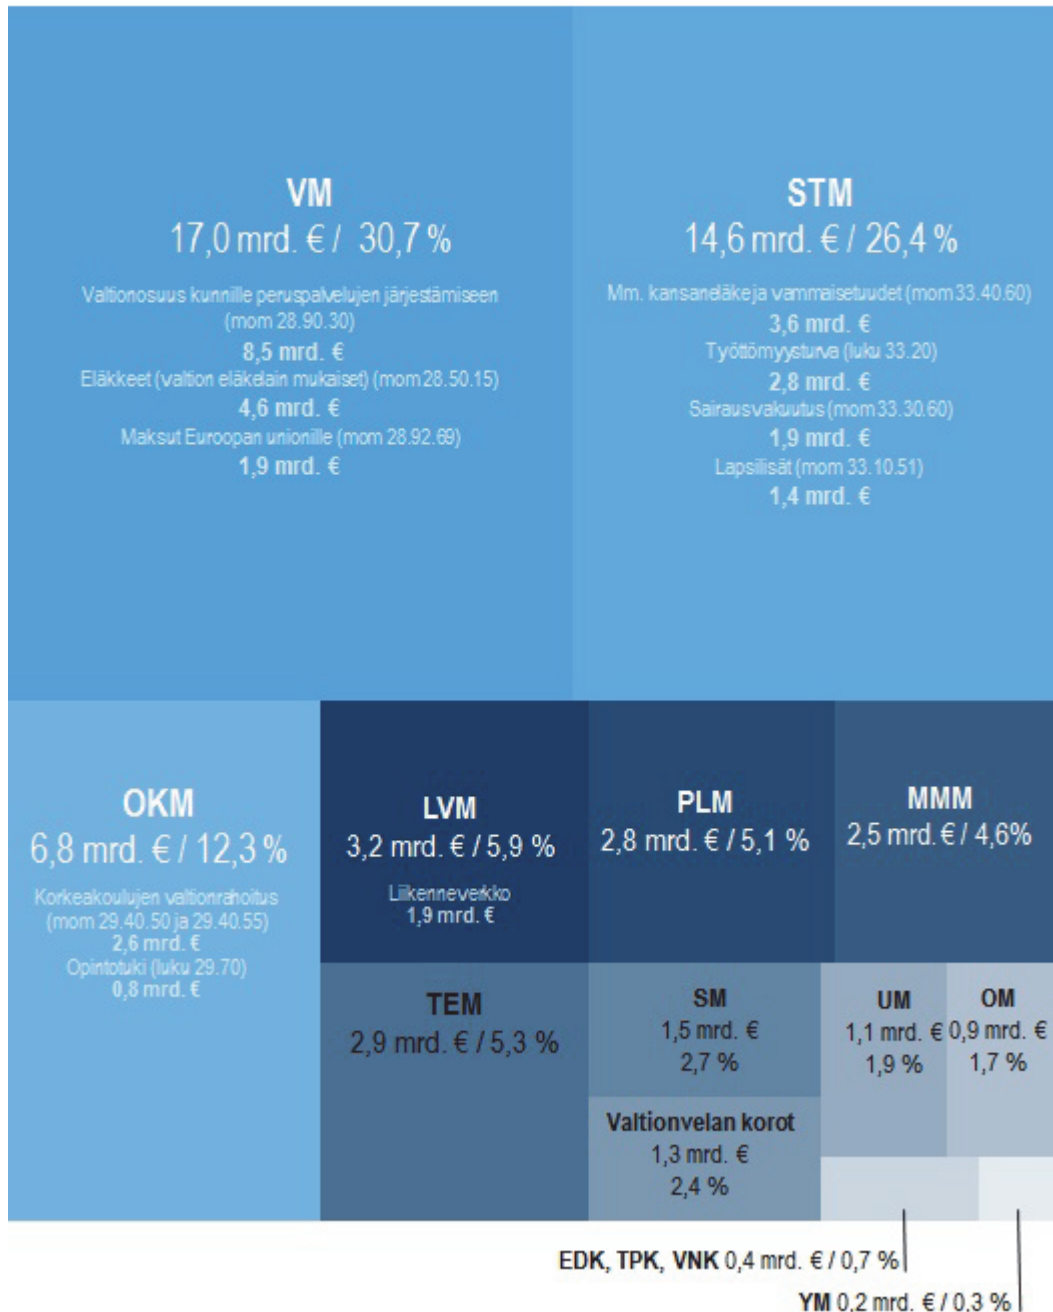 VM
17,0 mrd. € / 30,7 %
Valtionosuus kunnille peruspalvelujen järjestämiseen
(mom 28.90.30)
8,5 mrd. €
Eläkkeet (valtion eläkelain mukaiset) (mom 28.50.15)
4,6 mrd. €
Maksut Euroopan unionille (mom 28.92.69)
1,9 mrd. €
STM
14,6 mrd. € / 26,4 %
Mm. kansaneläke ja vammaisetuudet (mom 33.40.60)
3,6 mrd. €
Työttömyysturva (luku 33.20)
2,8 mrd. €
Sairausvakuutus (mom 33.30.60)
1,9 mrd. €
Lapsilisät (mom 33.10.51)
1,4 mrd. €
OKM
6,8 mrd. € / 12,3 %
Korkeakoulujen valtionrahoitus
(mom 29.40.50 ja 29.40.55)
2,6 mrd. €
Opintotuki (luku 29.70)
0,8 mrd. €
LVM
3,2 mrd. € / 5,9 %
Liikenneverkko
1,9 mrd. €
PLM
2,8 mrd. € / 5,1 %
MMM
2,5 mrd. € / 4,6%
TEM
2,9 mrd. € / 5,3 %
SM
1,5 mrd. €
2,7 %
Valtionvelan korot
1,3 mrd. €
2,4 %
UM
1,1 mrd. €
1,9 %
OM
0,9 mrd. €
1,7 %
EDK, TPK, VNK 0,4 mrd. € / 0,7 %
YM 0,2 mrd. € / 0,3 %